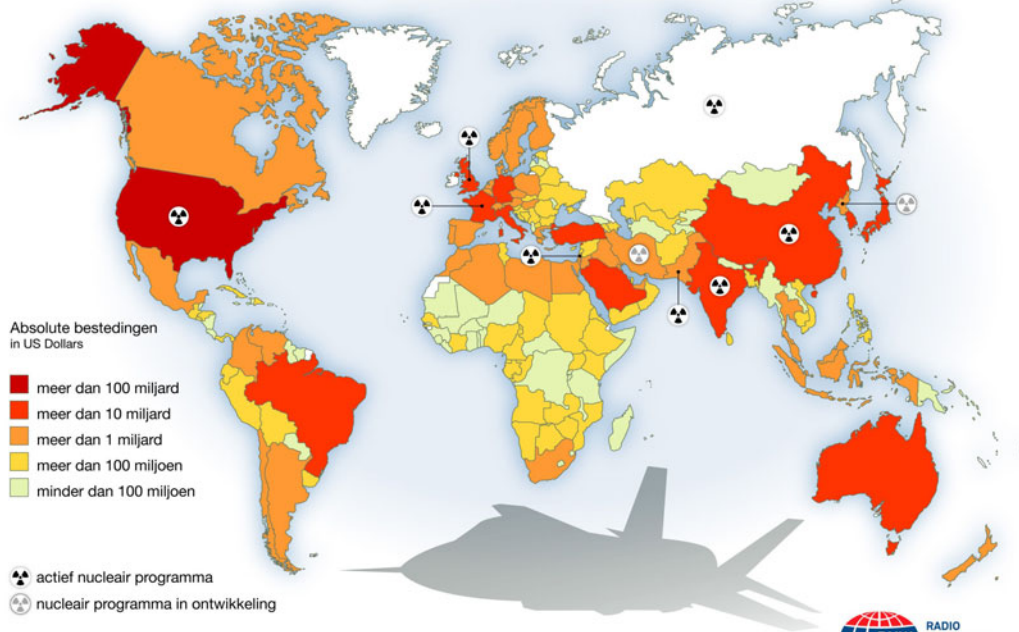 Absolute bestedingen
in US Dollars
meer dan 100 miljard
meer dan 10 miljard
meer dan 1 miljard
meer dan 100 miljoen
minder dan 100 miljoen
actief nucleair programma
nucleair programma in ontwikkeling
RADIO